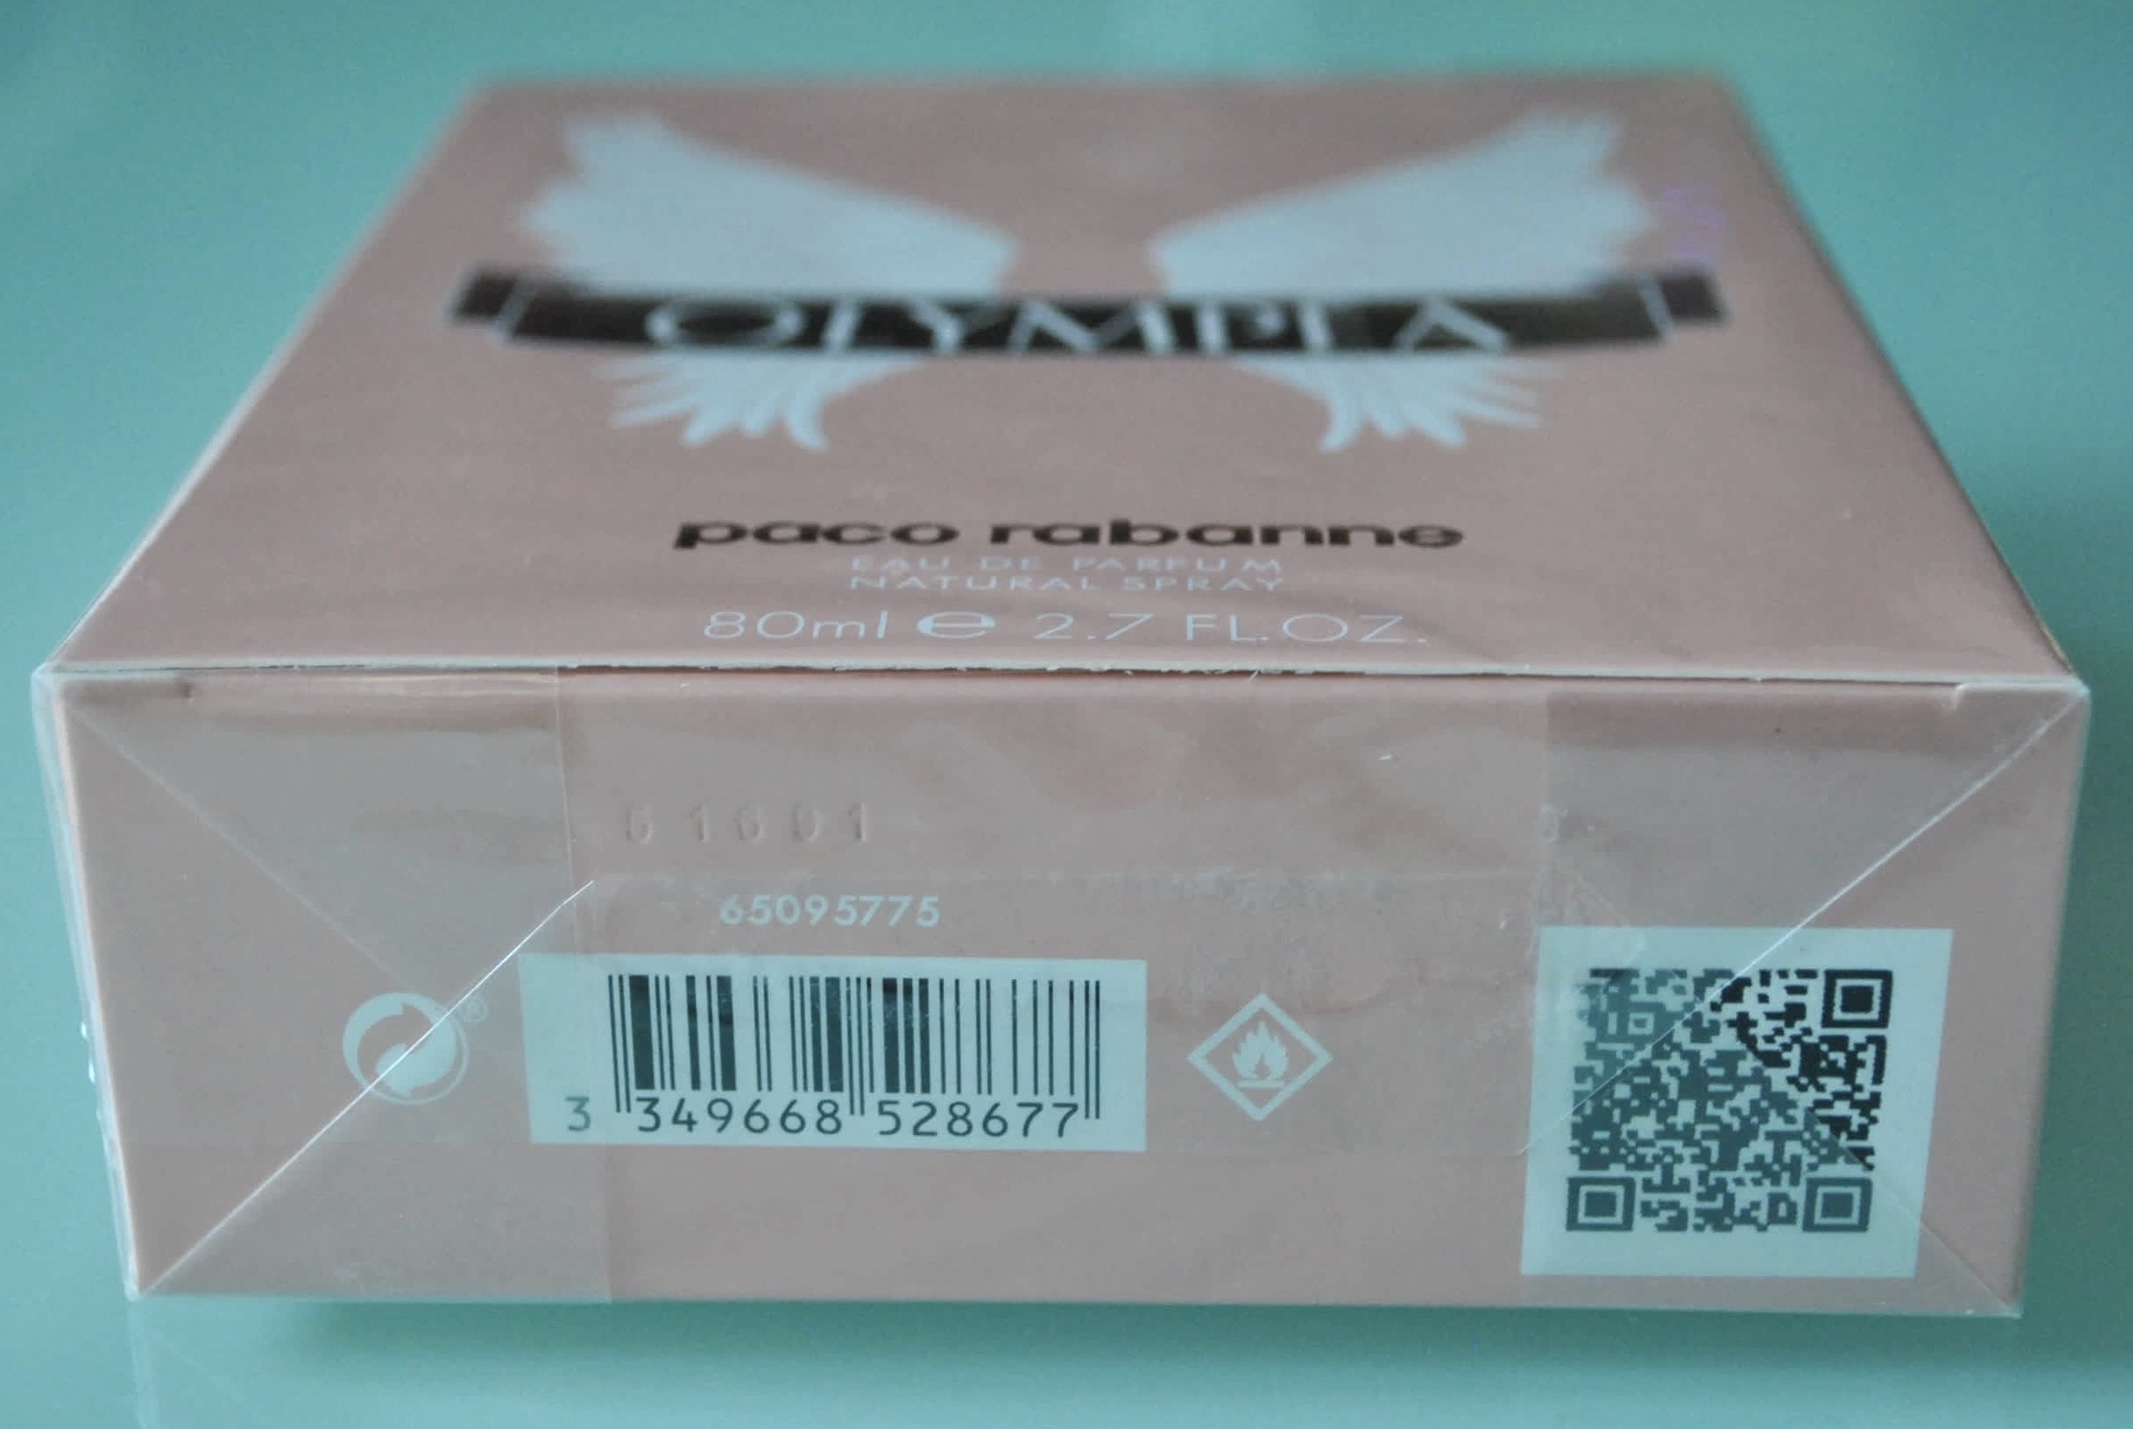 OLYMPEA
paco rabanne
EAU DE PARFUM
NATURAL SPRAY
80ml e 2.7 FL.OZ.
65095775
®
3 349668 528677